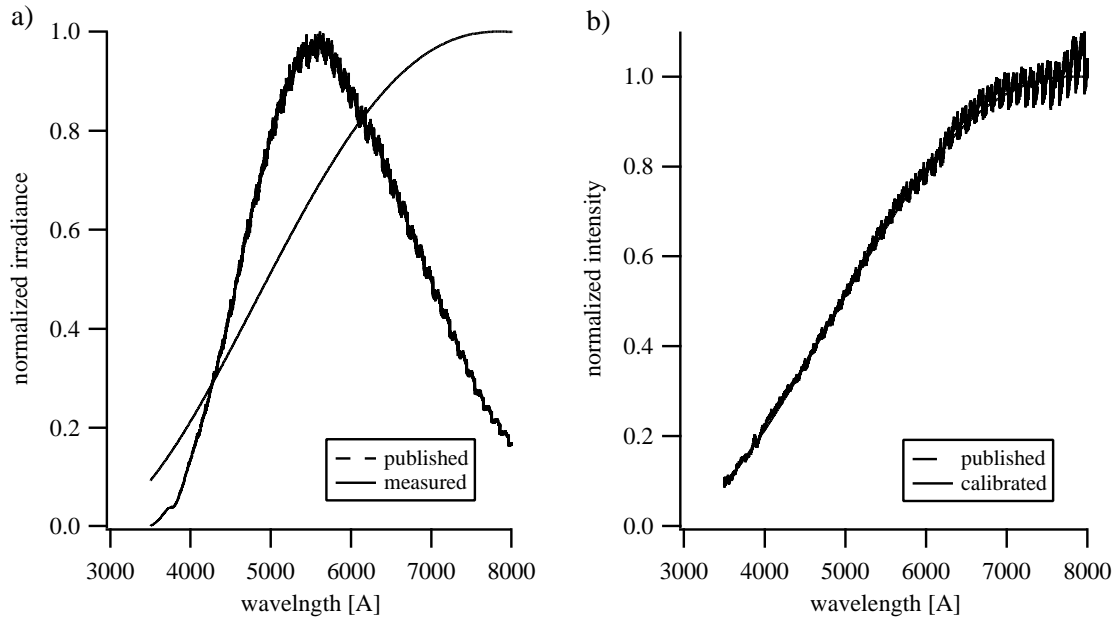 a)
1.0
0.8
0.6
0.4
0.2
0.0
normalized irradiance
published
measured
3000 4000 5000 6000 7000 8000
wavelngth [A]
b)
1.0
0.8
0.6
0.4
0.2
0.0
normalized intensity
published
calibrated
3000 4000 5000 6000 7000 8000
wavelength [A]